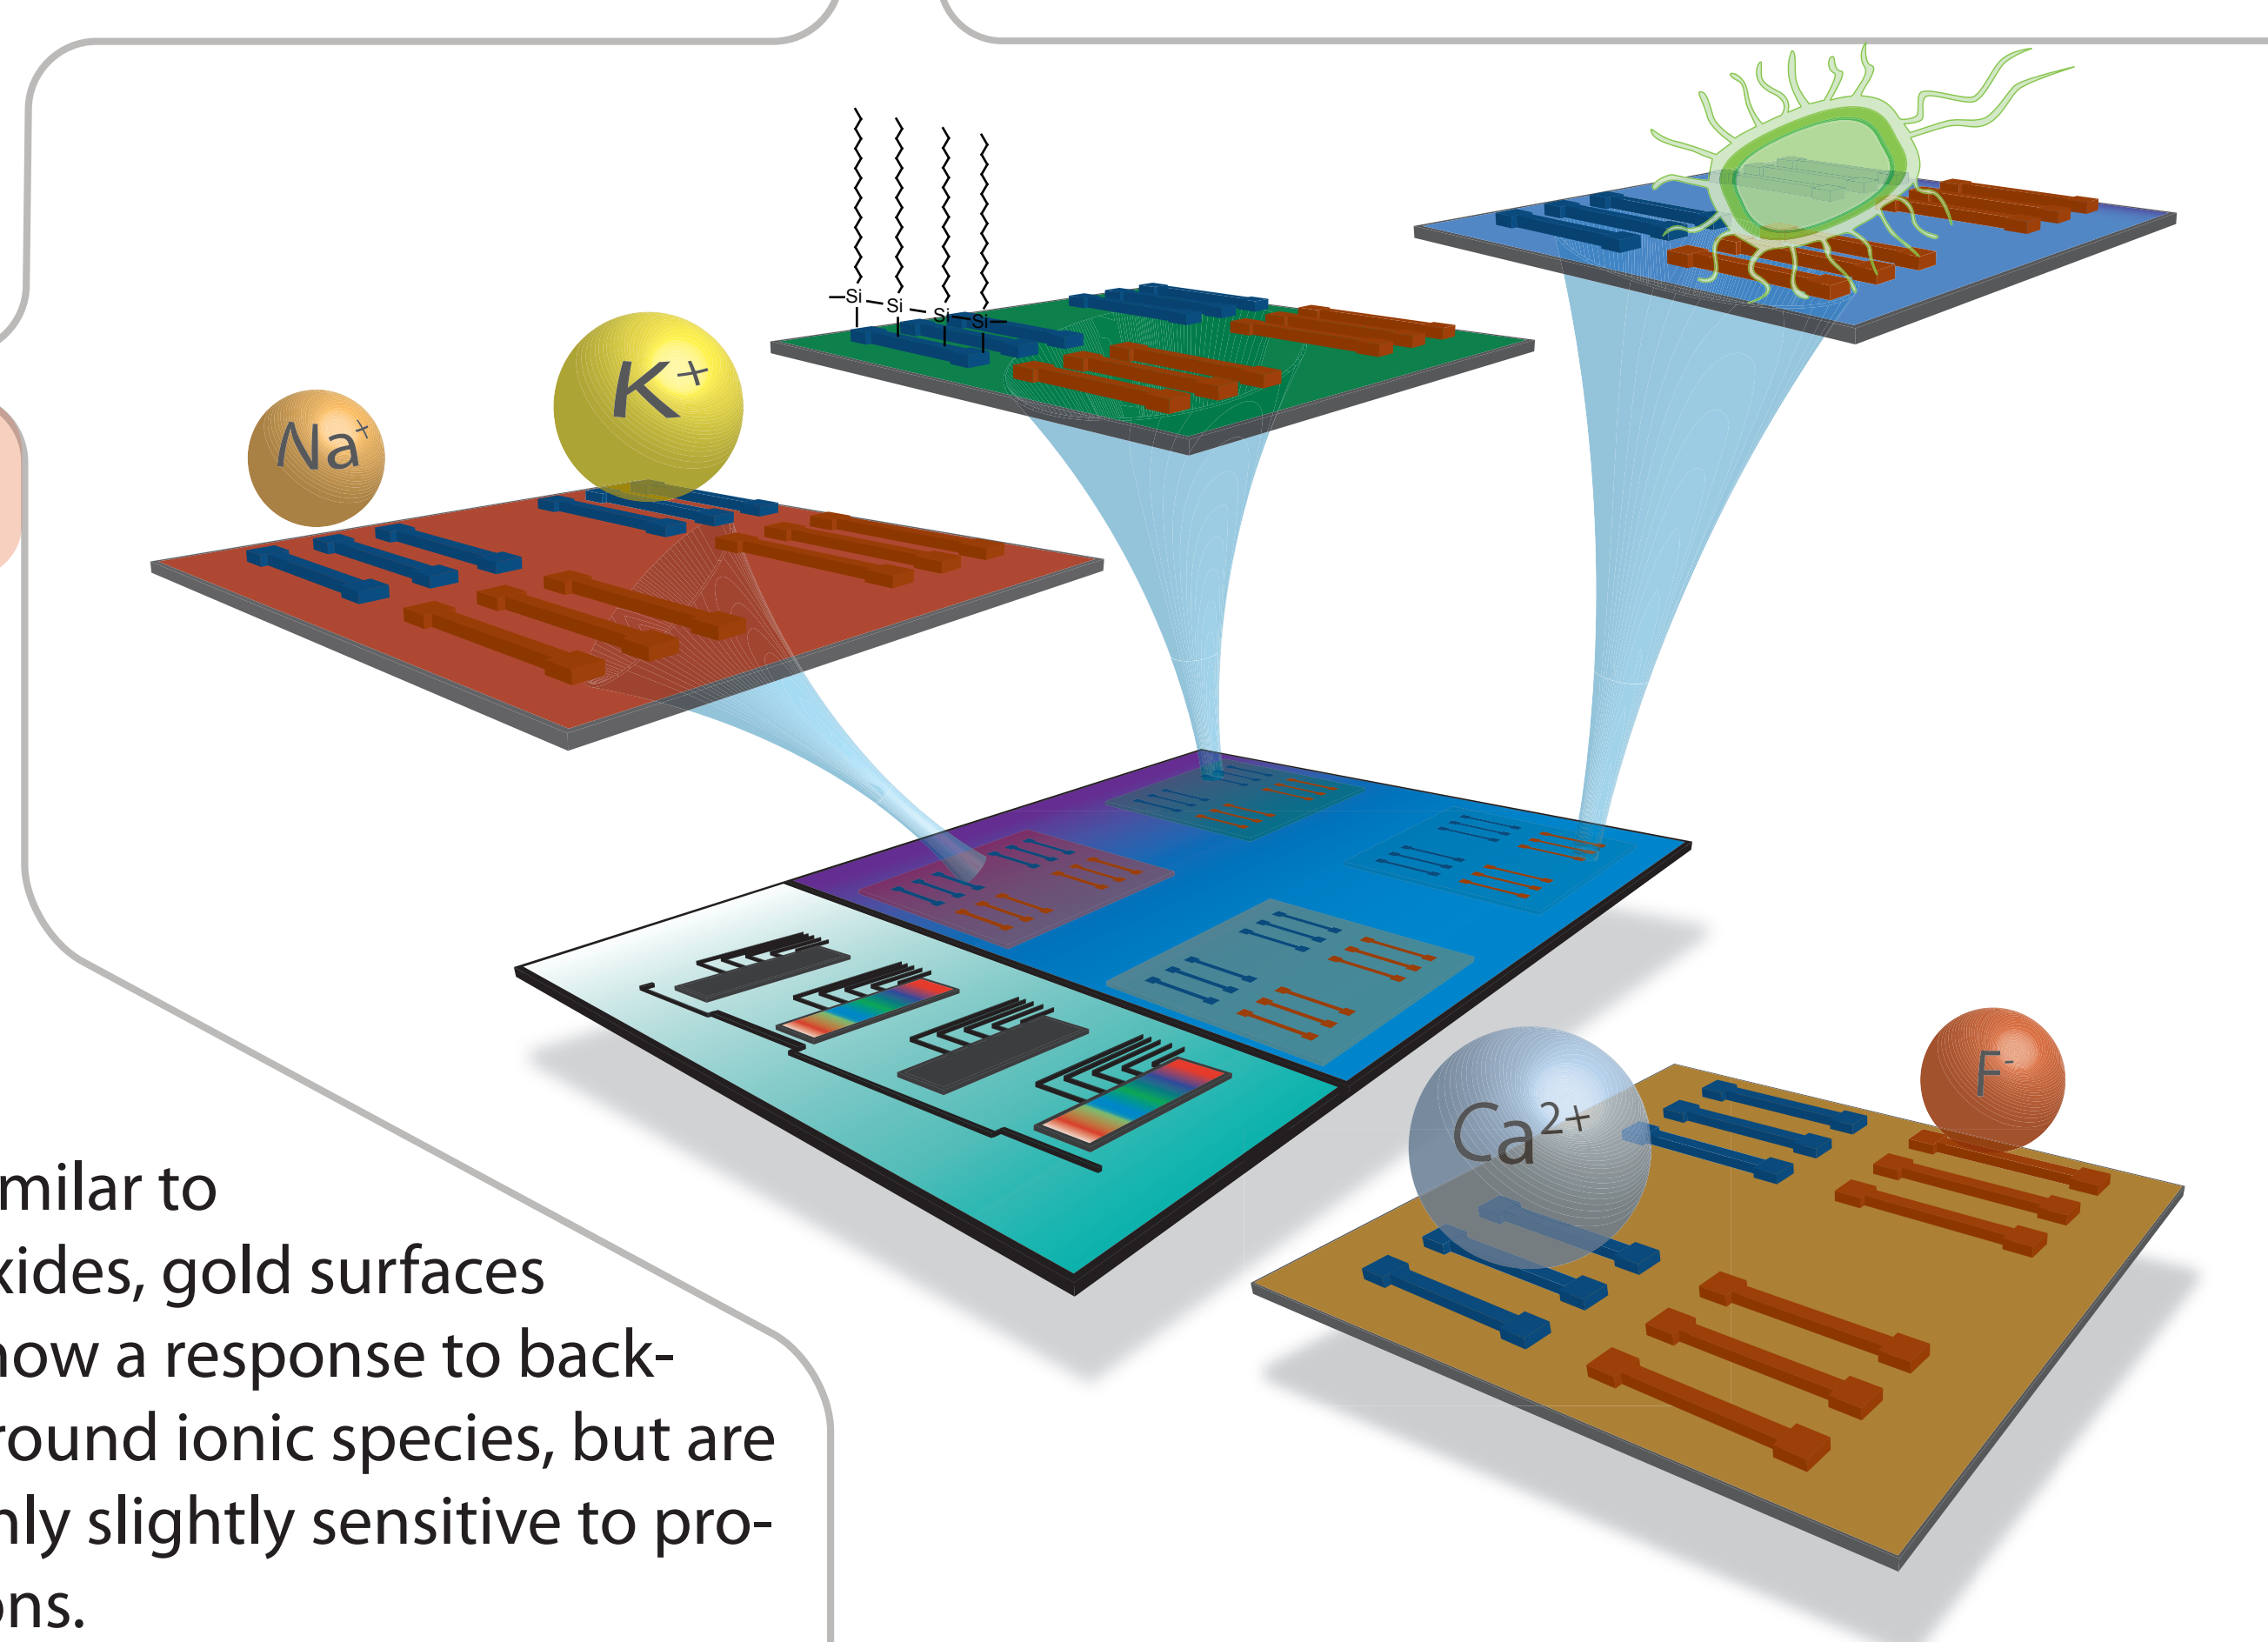 Si
Si
Si
Si
K⁺
Na⁺
F⁻
Ca²⁺
milar to
xides, gold surfaces
now a response to back-
round ionic species, but are
nly slightly sensitive to pro-
ons.